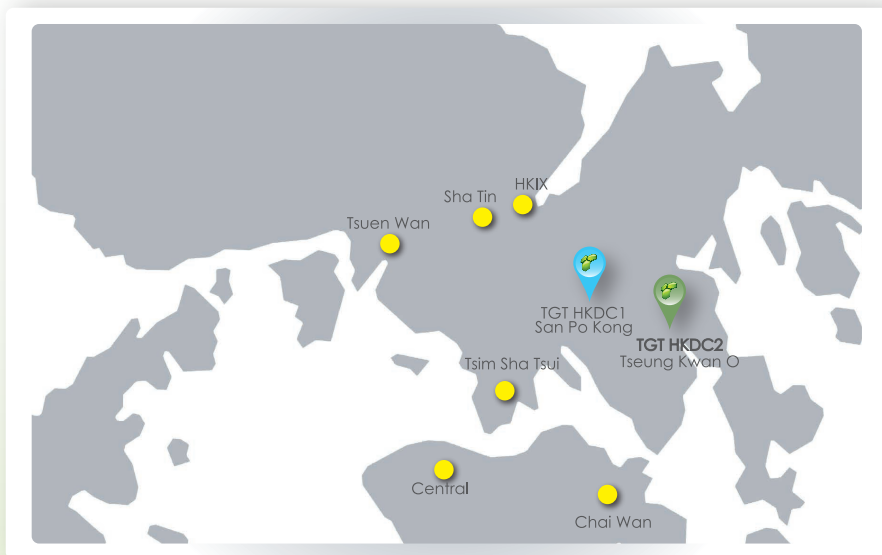 HKIX
Sha Tin
Tsuen Wan
TGT HKDC1
San Po Kong
TGT HKDC2
Tseung Kwan O
Tsim Sha Tsui
Central
Chai Wan